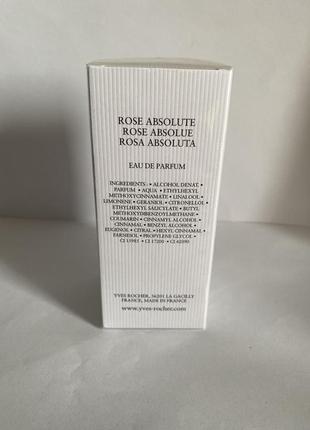 ROSE ABSOLUTE
ROSE ABSOLUE
ROSA ABSOLUTA
EAU DE PARFUM
INGREDIENTS : • ALCOHOL DENAT. •
PARFUM • AQUA • ETHYLHEXYL
METHOXYCINNAMATE • LINALOOL •
LIMONENE • GERANIOL • CITRONELLOL •
ETHYLHEXYL SALICYLATE • BUTYL
METHOXYDIBENZOYLMETHANE •
COUMARIN • CINNAMYL ALCOHOL •
CINNAMAL • BENZYL ALCOHOL •
EUGENOL • CITRAL • HEXYL CINNAMAL •
FARNESOL • PROPYLENE GLYCOL •
CI 15985 • CI 17200 • CI 42090
YVES ROCHER, 56201 LA GACILLY
FRANCE, MADE IN FRANCE
www.yves-rocher.com